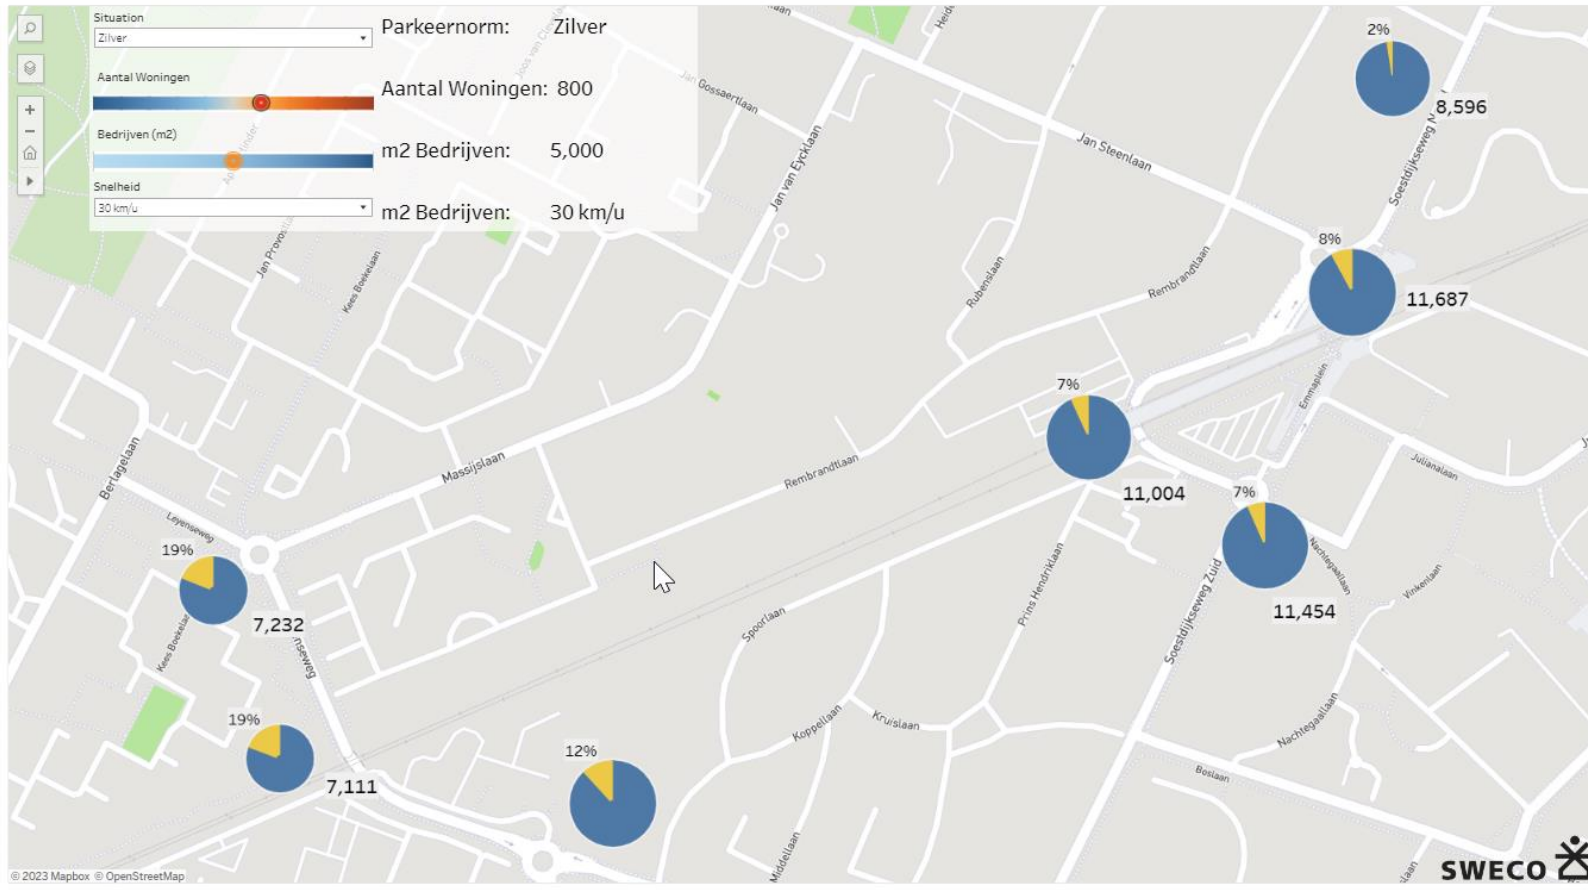 Situation
Zilver
Parkeernorm: Zilver
Aantal Woningen
Aantal Woningen: 800
Bedrijven (m2)
m2 Bedrijven: 5,000
Snelheid
30 km/u
m2 Bedrijven: 30 km/u
2%
8,596
8%
11,687
7%
11,004
7%
11,454
19%
7,232
19%
7,111
12%
Jan Gossaertlaan
Jan Steenlaan
Jan van Eycklaan
Kees Boekelaan
Rubenslaan
Rembrandtlaan
Emmaplein
Berlagelaan
Massijslaan
Rembrandtlaan
Julianalaan
Leyenseweg
Nachtegaallaan
Vinkenlaan
Prins Hendriklaan
Soestdijkseweg Zuid
Spoorlaan
Koppellaan
Kruislaan
Nachtegaallaan
Boslaan
Middellaan
© 2023 Mapbox © OpenStreetMap
SWECO